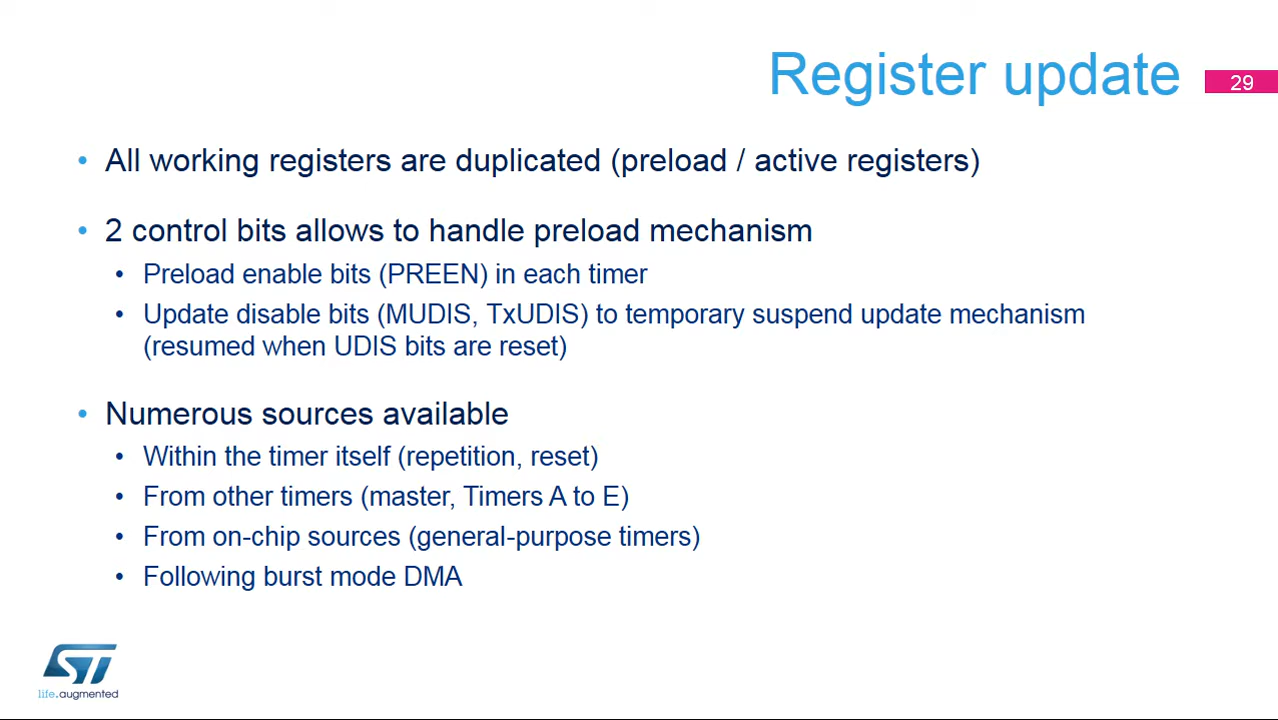 Register update
29
• All working registers are duplicated (preload / active registers)
• 2 control bits allows to handle preload mechanism
• Preload enable bits (PREEN) in each timer
• Update disable bits (MUDIS, TxUDIS) to temporary suspend update mechanism
(resumed when UDIS bits are reset)
• Numerous sources available
• Within the timer itself (repetition, reset)
• From other timers (master, Timers A to E)
• From on-chip sources (general-purpose timers)
• Following burst mode DMA
ST
life.augmented